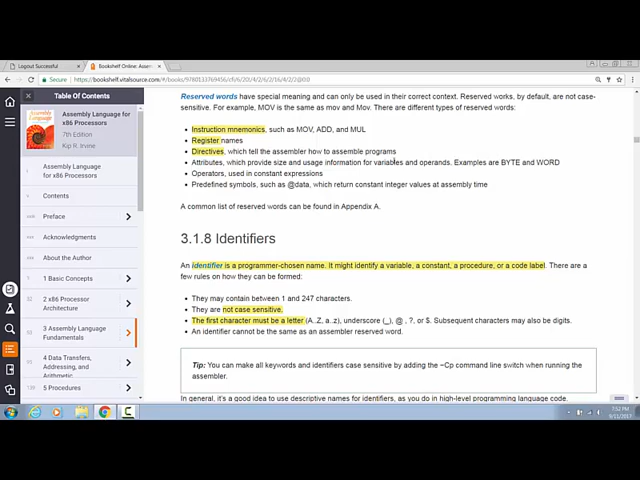 Logout Successful
Bookshelf Online: Assem
Secure
https://bookshelf.vitalsource.com/#/books/9780133769456/cfi/6/20/4/2/6/2/16/4/2/2@0:0
Table Of Contents
Assembly Language for
x86 Processors
7th Edition
Kip R. Irvine
Assembly Language
for x86 Processors
Contents
Preface
Acknowledgments
About the Author
1 Basic Concepts
2 x86 Processor
Architecture
3 Assembly Language
Fundamentals
4 Data Transfers,
Addressing, and
Arithmetic
5 Procedures
Reserved words have special meaning and can only be used in their correct context. Reserved works, by default, are not case-
sensitive. For example, MOV is the same as mov and Mov. There are different types of reserved words:
• Instruction mnemonics, such as MOV, ADD, and MUL
• Register names
• Directives, which tell the assembler how to assemble programs
• Attributes, which provide size and usage information for variables and operands. Examples are BYTE and WORD
• Operators, used in constant expressions
• Predefined symbols, such as @data, which return constant integer values at assembly time
A common list of reserved words can be found in Appendix A.
3.1.8 Identifiers
An identifier is a programmer-chosen name. It might identify a variable, a constant, a procedure, or a code label. There are a
few rules on how they can be formed:
• They may contain between 1 and 247 characters.
• They are not case sensitive.
• The first character must be a letter (A..Z, a..z), underscore (_), @ , ?, or $. Subsequent characters may also be digits.
• An identifier cannot be the same as an assembler reserved word.
Tip: You can make all keywords and identifiers case sensitive by adding the −Cp command line switch when running the
assembler.
In general, it's a good idea to use descriptive names for identifiers, as you do in high-level programming language code.
7:52 PM
9/11/2017